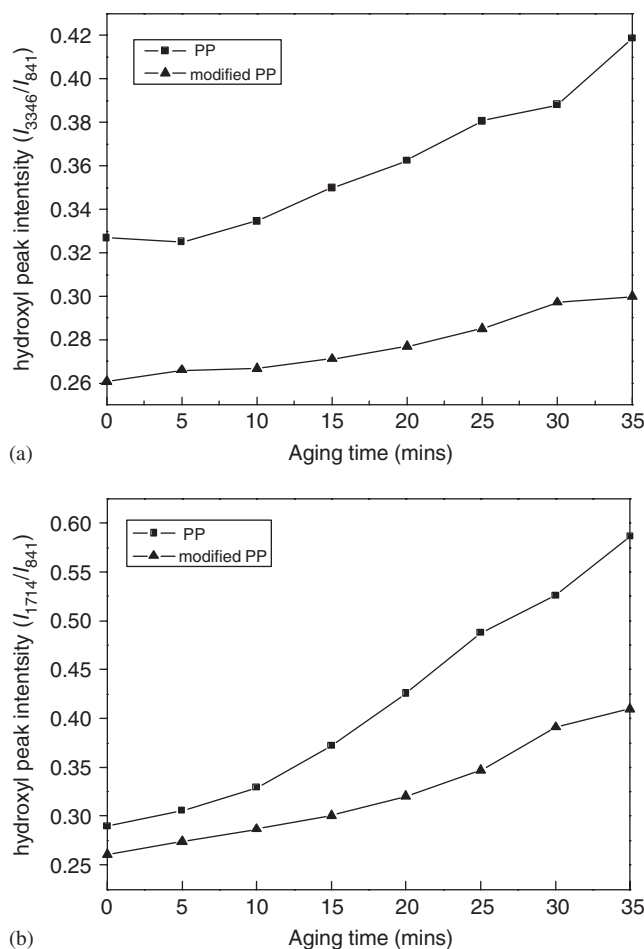 0.42
0.40
0.38
0.36
0.34
0.32
0.30
0.28
0.26
hydroxyl peak intentsity (I3346/I841)
PP
modified PP
0 5 10 15 20 25 30 35
Aging time (mins)
(a)
0.60
0.55
0.50
0.45
0.40
0.35
0.30
0.25
hydroxyl peak intentsity (I1714/I841)
PP
modified PP
0 5 10 15 20 25 30 35
Aging time (mins)
(b)